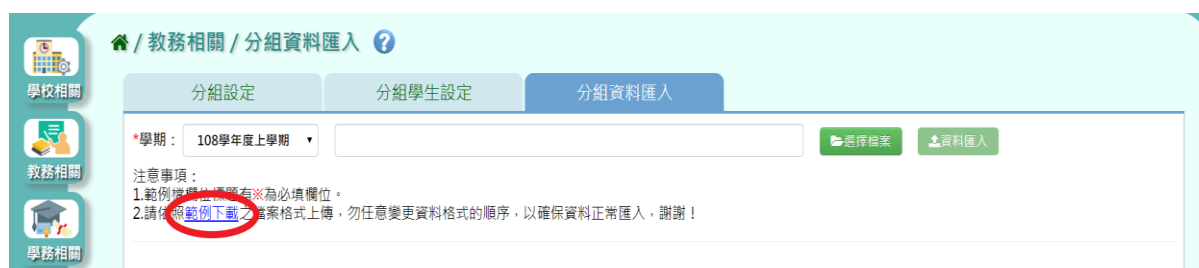 / 教務相關 / 分組資料匯入 ?
學校相關
分組設定 分組學生設定 分組資料匯入
*學期： 108學年度上學期 選擇檔案 資料匯入
教務相關
注意事項：
1.範例檔欄位標題有※為必填欄位。
2.請依照範例下載之檔案格式上傳，勿任意變更資料格式的順序，以確保資料正常匯入，謝謝！
學務相關